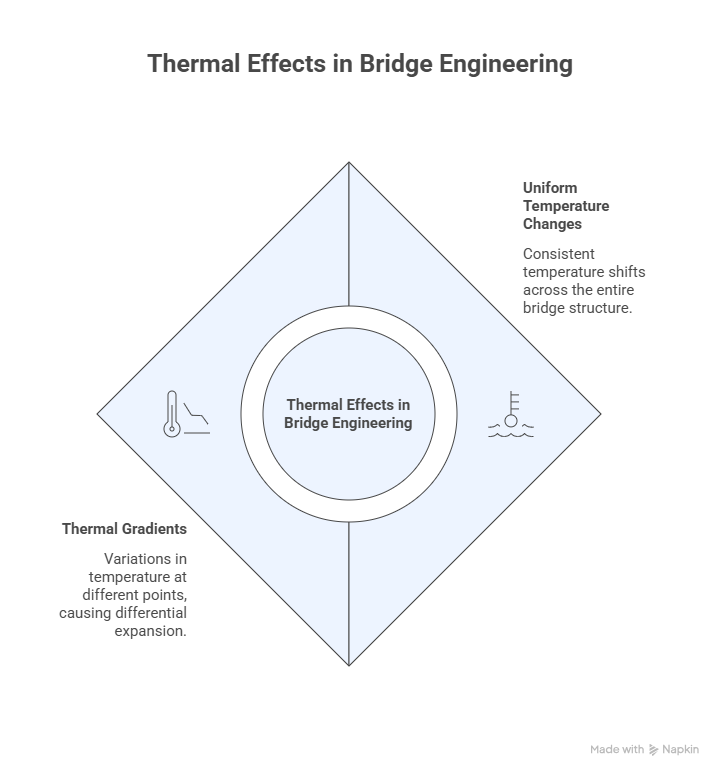 Thermal Effects in Bridge Engineering
Uniform
Temperature
Changes
Consistent
temperature shifts
across the entire
bridge structure.
Thermal Effects in
Bridge Engineering
Thermal Gradients
Variations in
temperature at
different points,
causing differential
expansion.
Made with Napkin